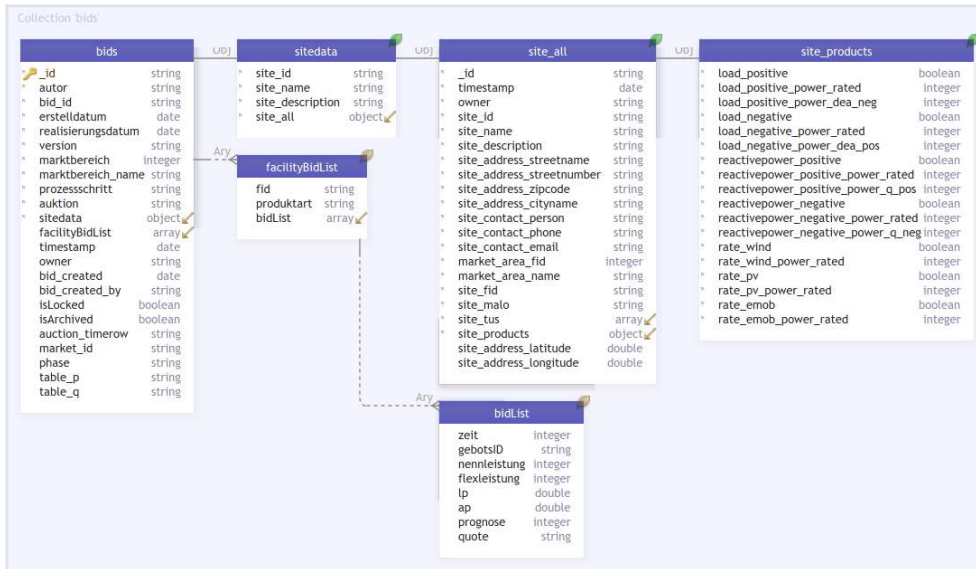 Collection 'bids'
bids
_id string
autor string
bid_id string
erstelldatum date
realisierungsdatum date
version string
marktbereich integer
marktbereich_name string
prozessschritt string
auktion string
sitedata object
facilityBidList array
timestamp date
owner string
bid_created date
bid_created_by string
isLocked boolean
isArchived boolean
auction_timerow string
market_id string
phase string
table_p string
table_q string
Obj
sitedata
site_id string
site_name string
site_description string
site_all object
Ary
facilityBidList
fid string
produktart string
bidList array
Obj
site_all
_id string
timestamp date
owner string
site_id string
site_name string
site_description string
site_address_streetname string
site_address_streetnumber string
site_address_zipcode string
site_address_cityname string
site_contact_person string
site_contact_phone string
site_contact_email string
market_area_fid integer
market_area_name string
site_fid string
site_malo string
site_tus array
site_products object
site_address_latitude double
site_address_longitude double
Obj
site_products
load_positive boolean
load_positive_power_rated integer
load_positive_power_dea_neg integer
load_negative boolean
load_negative_power_rated integer
load_negative_power_dea_pos integer
reactivepower_positive boolean
reactivepower_positive_power_rated integer
reactivepower_positive_power_q_pos integer
reactivepower_negative boolean
reactivepower_negative_power_rated integer
reactivepower_negative_power_q_neg integer
rate_wind boolean
rate_wind_power_rated integer
rate_pv boolean
rate_pv_power_rated integer
rate_emob boolean
rate_emob_power_rated integer
Ary
bidList
zeit integer
gebotsID string
nennleistung integer
flexleistung integer
lp double
ap double
prognose integer
quote string